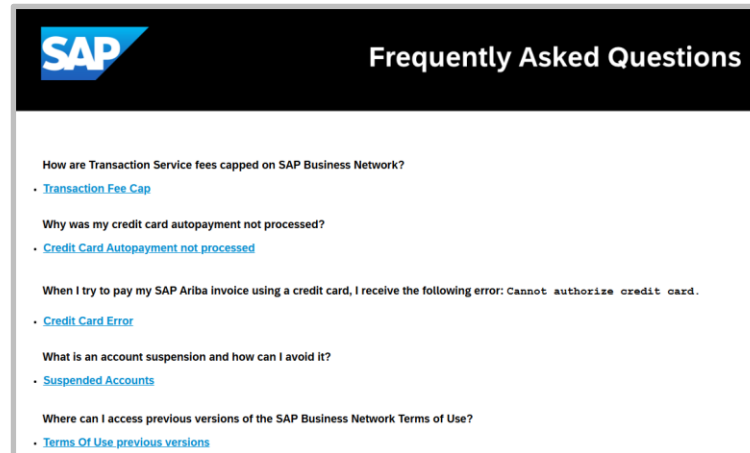 SAP
Frequently Asked Questions
How are Transaction Service fees capped on SAP Business Network?
• Transaction Fee Cap
Why was my credit card autopayment not processed?
• Credit Card Autopayment not processed
When I try to pay my SAP Ariba invoice using a credit card, I receive the following error: Cannot authorize credit card.
• Credit Card Error
What is an account suspension and how can I avoid it?
• Suspended Accounts
Where can I access previous versions of the SAP Business Network Terms of Use?
• Terms Of Use previous versions